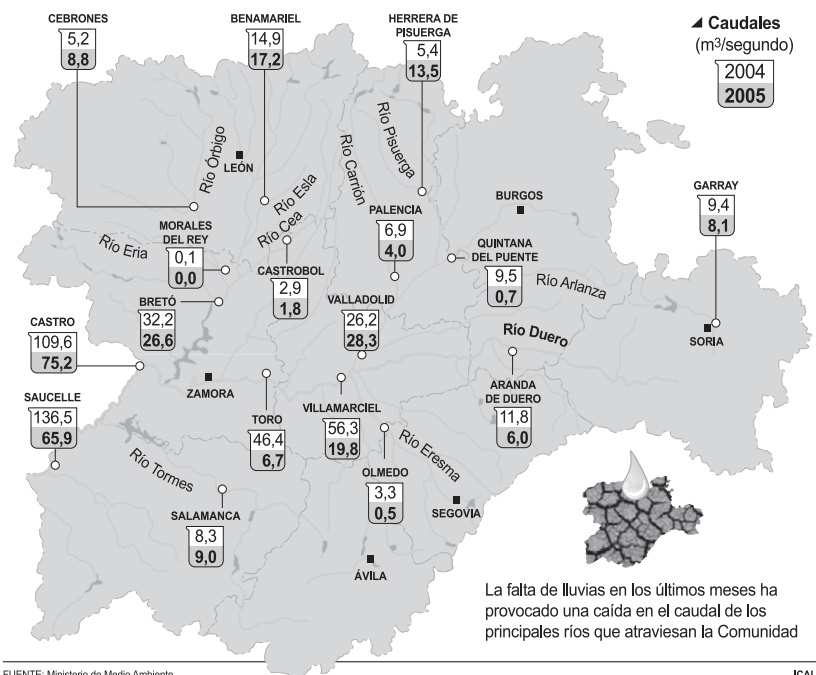 CEBRONES
5,2
8,8
BENAMARIEL
14,9
17,2
HERRERA DE
PISUERGA
5,4
13,5
Caudales
(m³/segundo)
2004
2005
Río Órbigo
LEÓN
Río Esla
Río Cea
Río Carrión
Río Pisuerga
BURGOS
GARRAY
9,4
8,1
MORALES
DEL REY
0,1
0,0
Río Eria
CASTROBOL
2,9
1,8
PALENCIA
6,9
4,0
QUINTANA
DEL PUENTE
9,5
0,7
Río Arlanza
BRETÓ
32,2
26,6
VALLADOLID
26,2
28,3
Río Duero
SORIA
CASTRO
109,6
75,2
ZAMORA
SAUCELLE
136,5
65,9
TORO
46,4
6,7
VILLAMARCIEL
56,3
19,8
ARANDA
DE DUERO
11,8
6,0
Río Tormes
OLMEDO
3,3
0,5
Río Eresma
SEGOVIA
SALAMANCA
8,3
9,0
ÁVILA
La falta de lluvias en los últimos meses ha
provocado una caída en el caudal de los
principales ríos que atraviesan la Comunidad
FUENTE: Ministerio de Medio Ambiente
ICAL